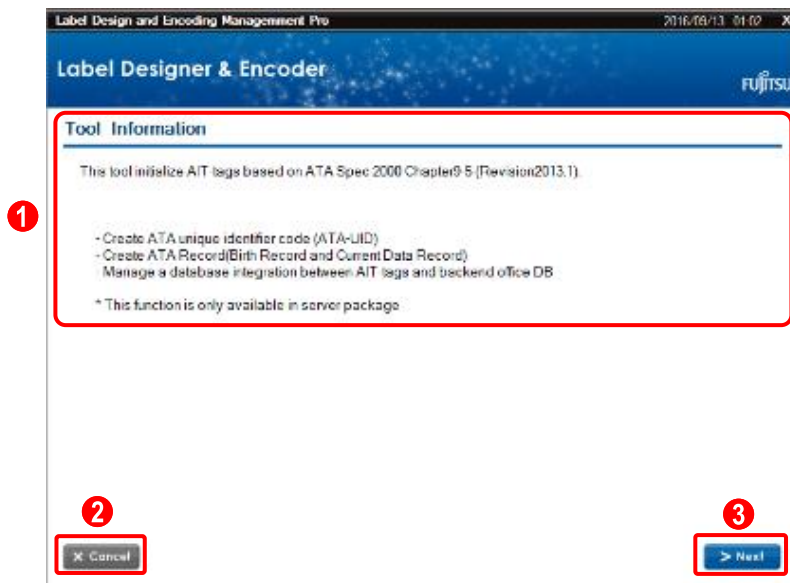 Label Design and Encoding Managemment Pro 2016/09/13 01:02 X
Label Designer & Encoder
FUJITSU
Tool Information
This tool initialize AIT tags based on ATA Spec 2000 Chapter9-5 (Revision2013.1).
1
- Create ATA unique identifier code (ATA-UID)
- Create ATA Record(Birth Record and Current Data Record)
Manage a database integration between AIT tags and backend office DB
* This function is only available in server package
2
3
X Cancel
> Next